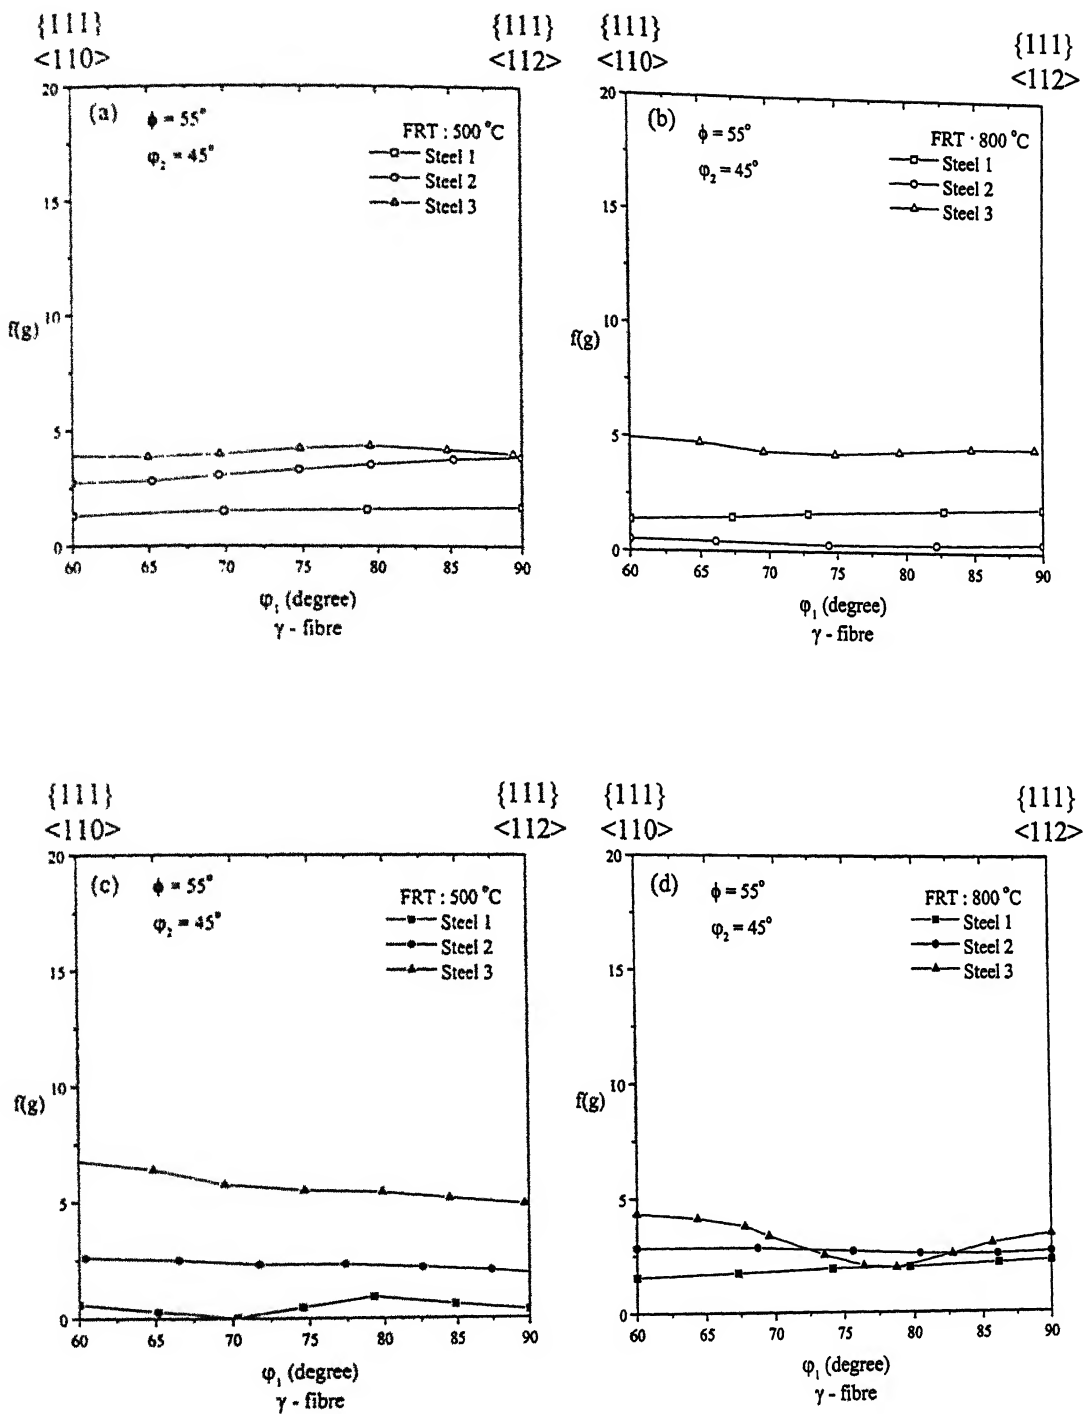 {111} {111}
<110> <112>
(a) ϕ = 55°
φ₂ = 45°
FRT : 500 °C
Steel 1
Steel 2
Steel 3
20
15
10
5
0
f(g)
60 65 70 75 80 85 90
φ₁ (degree)
γ - fibre
{111} {111}
<110> <112>
(b) ϕ = 55°
φ₂ = 45°
FRT · 800 °C
Steel 1
Steel 2
Steel 3
20
15
10
5
0
f(g)
60 65 70 75 80 85 90
φ₁ (degree)
γ - fibre
{111} {111}
<110> <112>
(c) ϕ = 55°
φ₂ = 45°
FRT : 500 °C
Steel 1
Steel 2
Steel 3
20
15
10
5
0
f(g)
60 65 70 75 80 85 90
φ₁ (degree)
γ - fibre
{111} {111}
<110> <112>
(d) ϕ = 55°
φ₂ = 45°
FRT : 800 °C
Steel 1
Steel 2
Steel 3
20
15
10
5
0
f(g)
60 65 70 75 80 85 90
φ₁ (degree)
γ - fibre